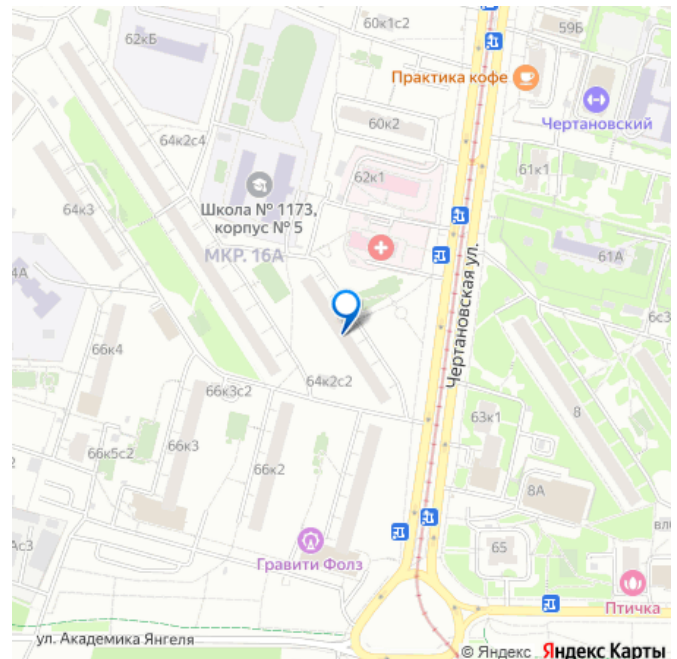 60к1с2
59Б
62кБ
Практика кофе
60к2
Чертановский
64к2с4
62к1
61к1
Школа № 1173,
корпус № 5
64к3
МКР. 16А
61А
4А
Чертановская ул.
6с3
66к4
64к2с2
66к3с2
63к1
8
66к3
66к5с2
66к2
8А
Ас3
65
Гравити Фолз
Птичка
ул. Академика Янгеля
© Яндекс Яндекс Карты